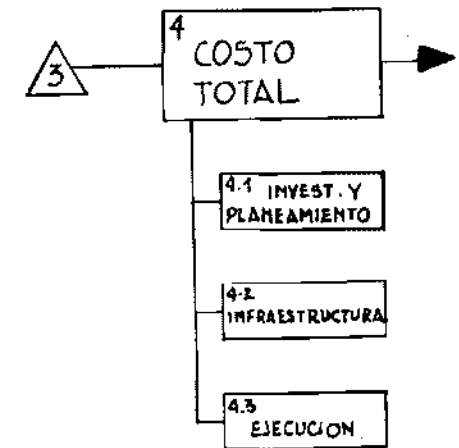 4
3
COSTO
TOTAL
4.1 INVEST. Y
PLANEAMIENTO
4.2
INFRAESTRUCTURA
4.3
EJECUCION